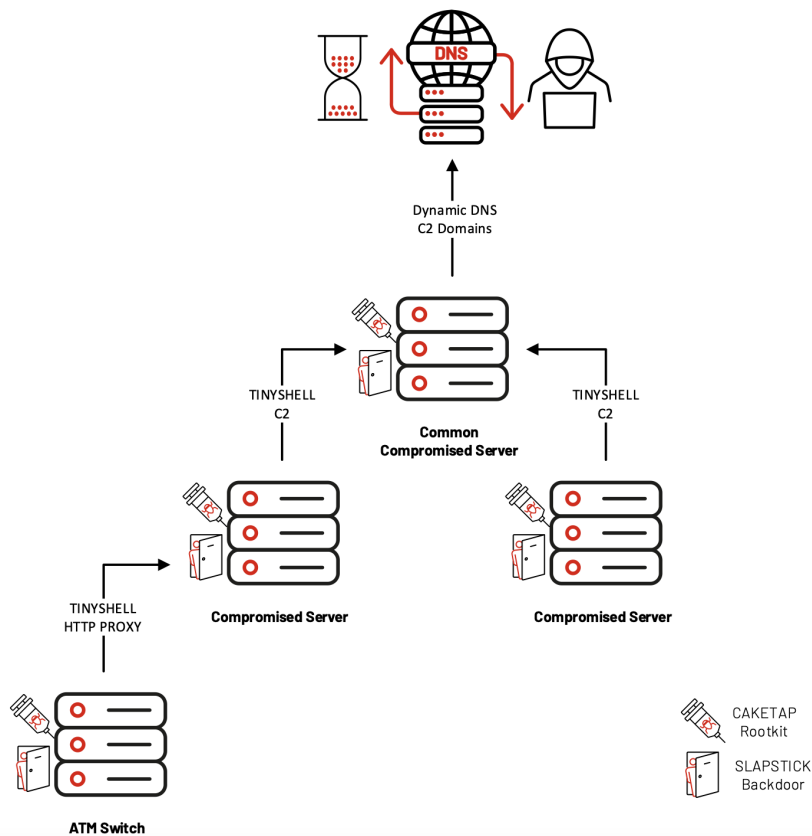 DNS
Dynamic DNS
C2 Domains
TINYSHELL
C2
TINYSHELL
C2
Common
Compromised Server
TINYSHELL
HTTP PROXY
Compromised Server
Compromised Server
CAKETAP
Rootkit
SLAPSTICK
Backdoor
ATM Switch